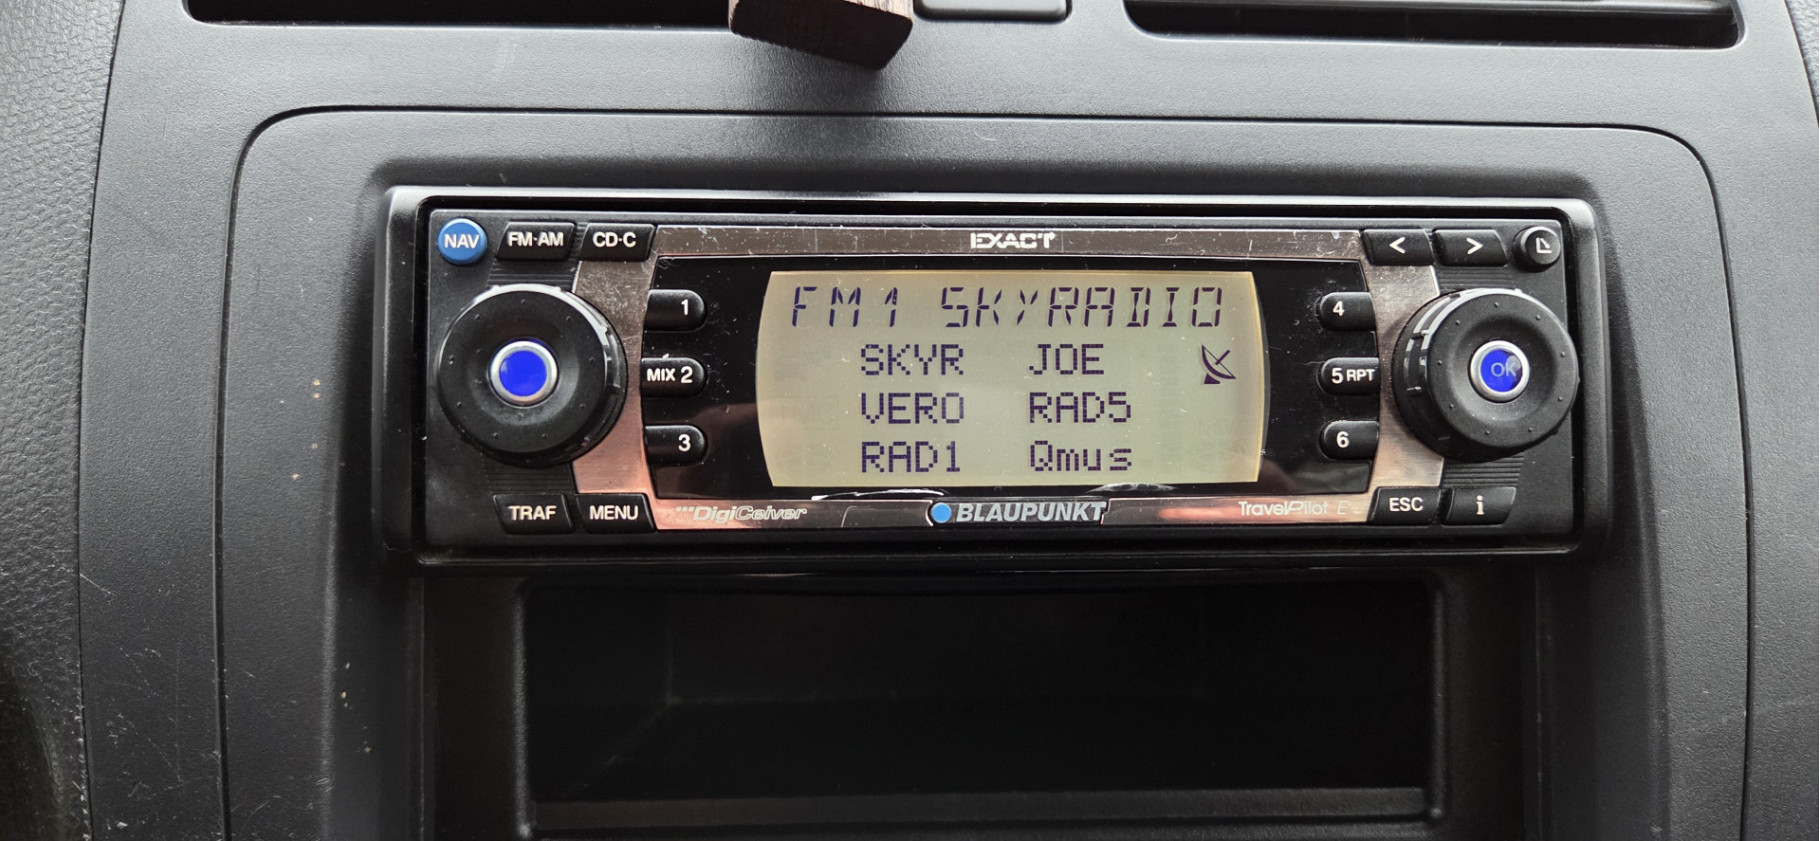 NAV FM·AM CD·C EXACT < >
FM1 SKYRADIO
1 SKYR JOE 4
MIX 2 VERO RAD5 5 RPT OK
3 RAD1 Qmus 6
TRAF MENU DigiCeiver BLAUPUNKT TravelPilot E ESC i